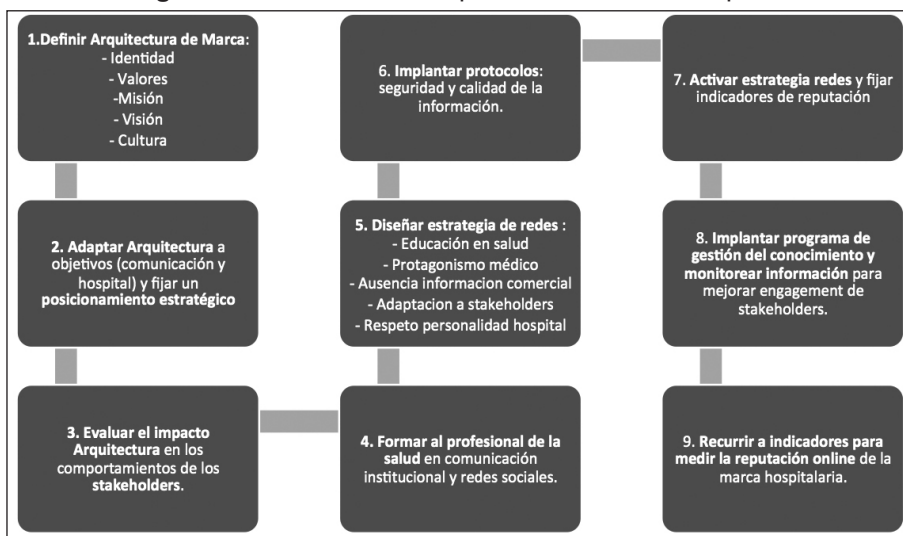 1.Definir Arquitectura de Marca:
- Identidad
- Valores
-Misión
- Visión
- Cultura
2. Adaptar Arquitectura a
objetivos (comunicación y
hospital) y fijar un
posicionamiento estratégico
3. Evaluar el impacto
Arquitectura en los
comportamientos de los
stakeholders.
4. Formar al profesional de la
salud en comunicación
institucional y redes sociales.
5. Diseñar estrategia de redes :
- Educación en salud
- Protagonismo médico
- Ausencia informacion comercial
- Adaptacion a stakeholders
- Respeto personalidad hospital
6. Implantar protocolos:
seguridad y calidad de la
información.
7. Activar estrategia redes y fijar
indicadores de reputación
8. Implantar programa de
gestión del conocimiento y
monitorear información para
mejorar engagement de
stakeholders.
9. Recurrir a indicadores para
medir la reputación online de la
marca hospitalaria.